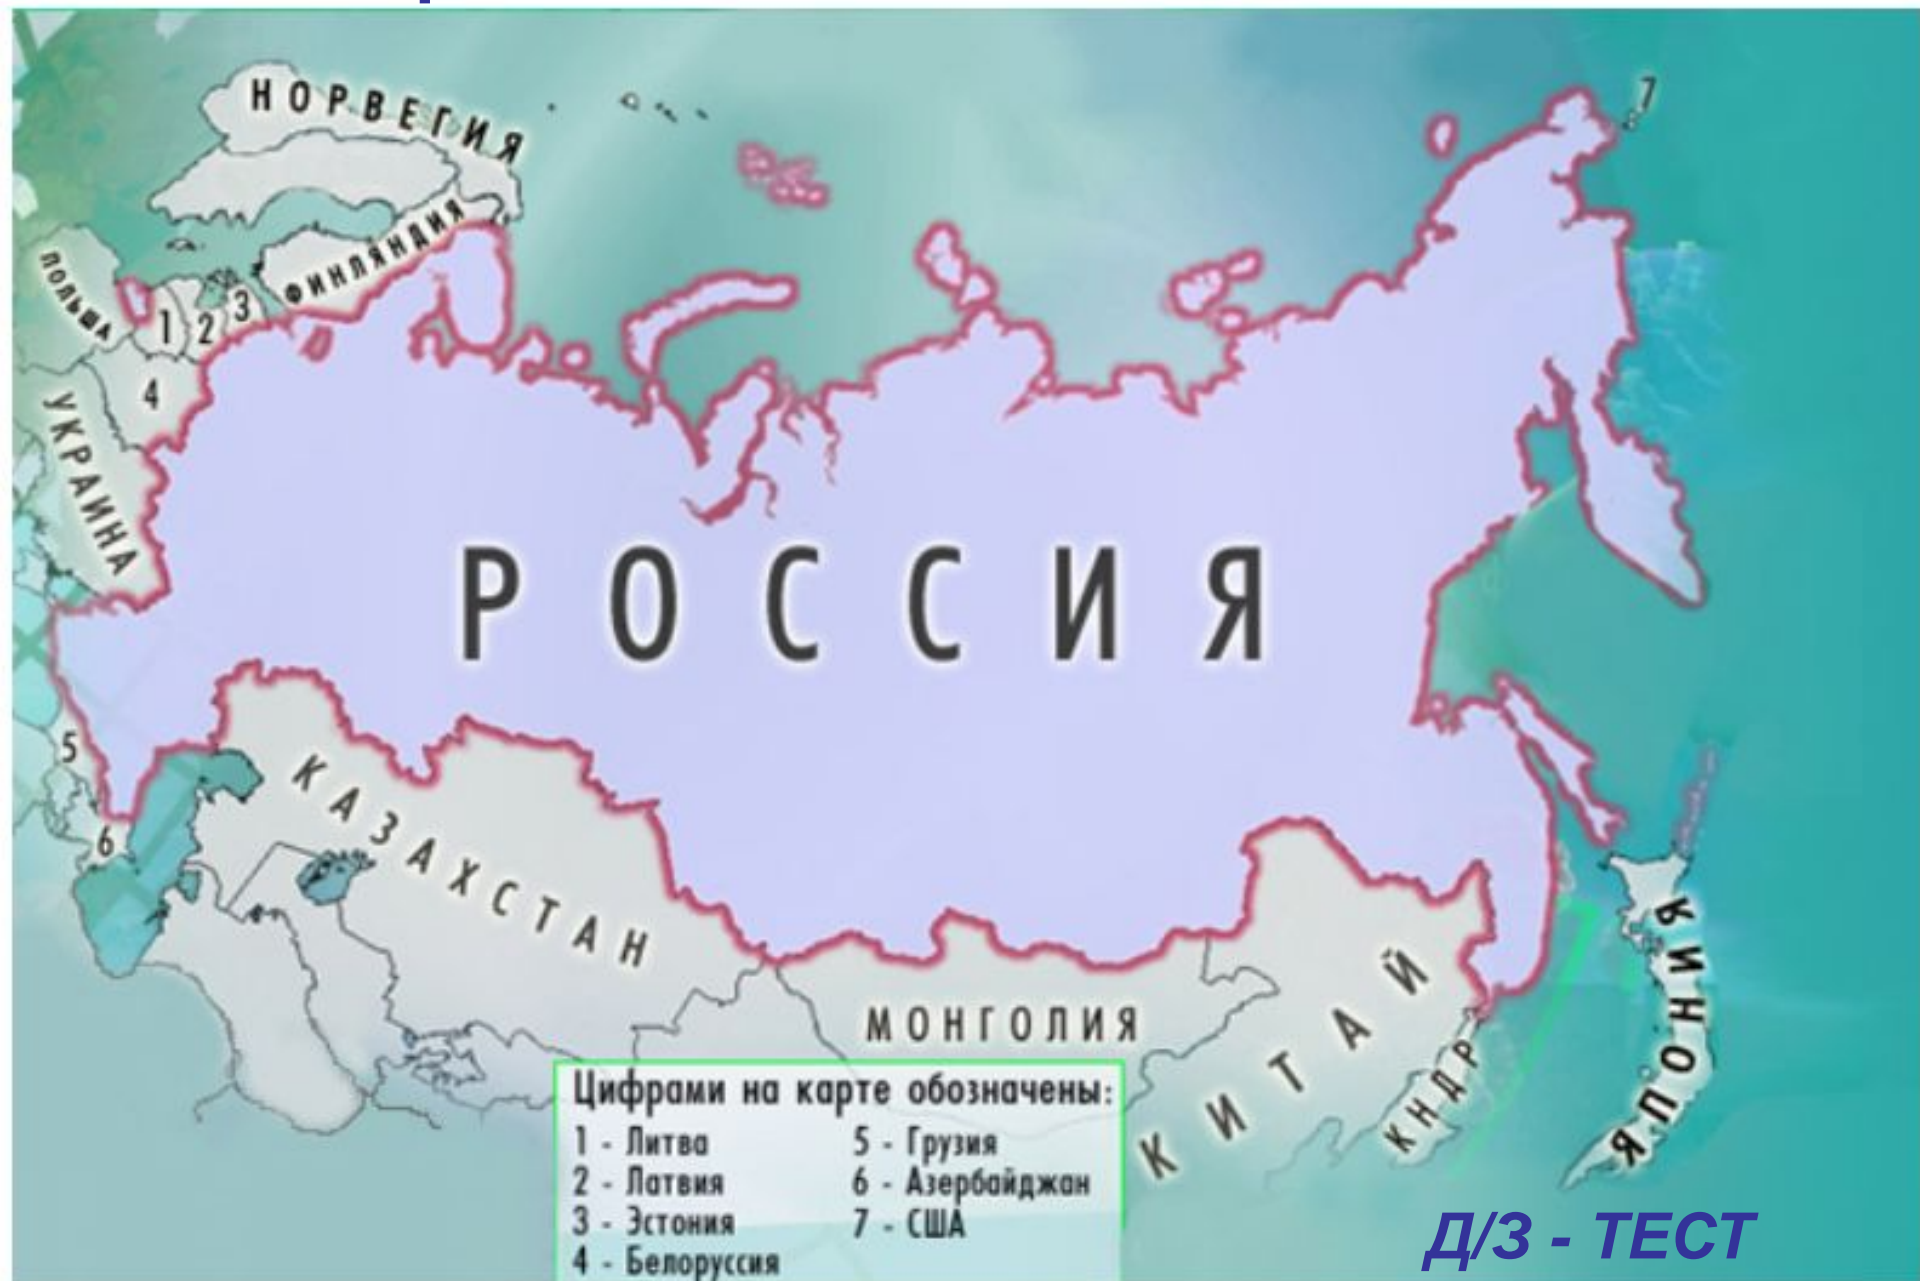 НОРВЕГИЯ
7
ФИНЛЯНДИЯ
ПОЛЬША
1
2
3
4
УКРАИНА
РОССИЯ
5
КАЗАХСТАН
6
МОНГОЛИЯ
КИТАЙ
КНДР
ЯПОНИЯ
Цифрами на карте обозначены:
1 - Литва
2 - Латвия
3 - Эстония
4 - Белоруссия
5 - Грузия
6 - Азербайджан
7 - США
Д/З - ТЕСТ